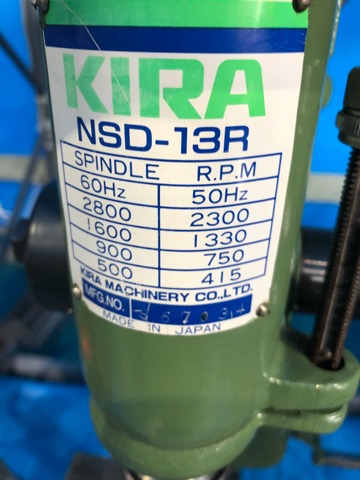 KIRA
NSD-13R
SPINDLE R.P.M
60Hz 50Hz
2800 2300
1600 1330
900 750
500 415
KIRA MACHINERY CO.,LTD.
MFG.NO.
MADE IN JAPAN